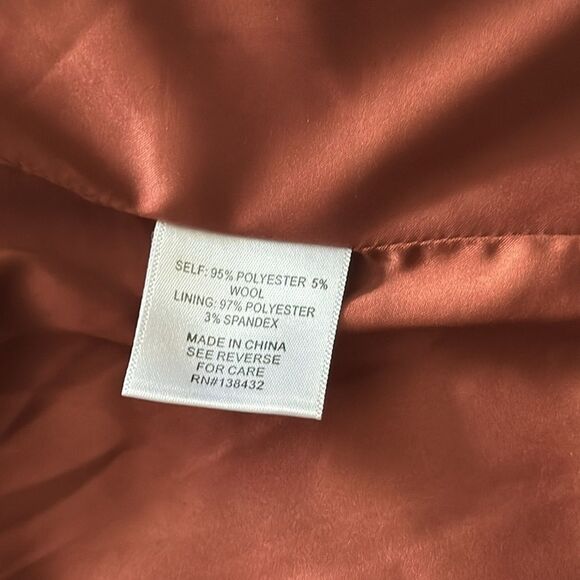 SELF: 95% POLYESTER 5%
WOOL
LINING: 97% POLYESTER
3% SPANDEX
MADE IN CHINA
SEE REVERSE
FOR CARE
RN#138432